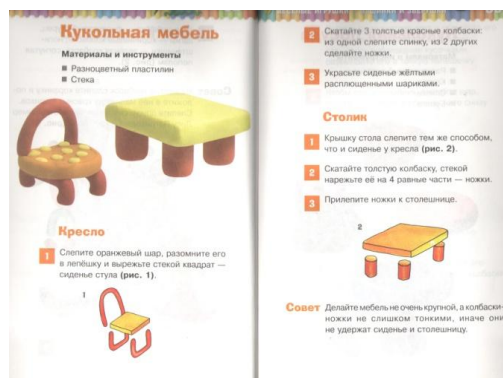 Кукольная мебель
Материалы и инструменты
■ Разноцветный пластилин
■ Стека
Кресло
1 Слепите оранжевый шар, разомните его
в лепёшку и вырежьте стекой квадрат —
сиденье стула (рис. 1).
1
2 Скатайте 3 толстые красные колбаски:
из одной слепите спинку, из 2 других
сделайте ножки.
3 Украсьте сиденье жёлтыми
расплющенными шариками.
Столик
1 Крышку стола слепите тем же способом,
что и сиденье у кресла (рис. 2).
2 Скатайте толстую колбаску, стекой
нарежьте её на 4 равные части — ножки.
3 Прилепите ножки к столешнице.
2
Совет Делайте мебель не очень крупной, а колбаски-
ножки не слишком тонкими, иначе они
не удержат сиденье и столешницу.